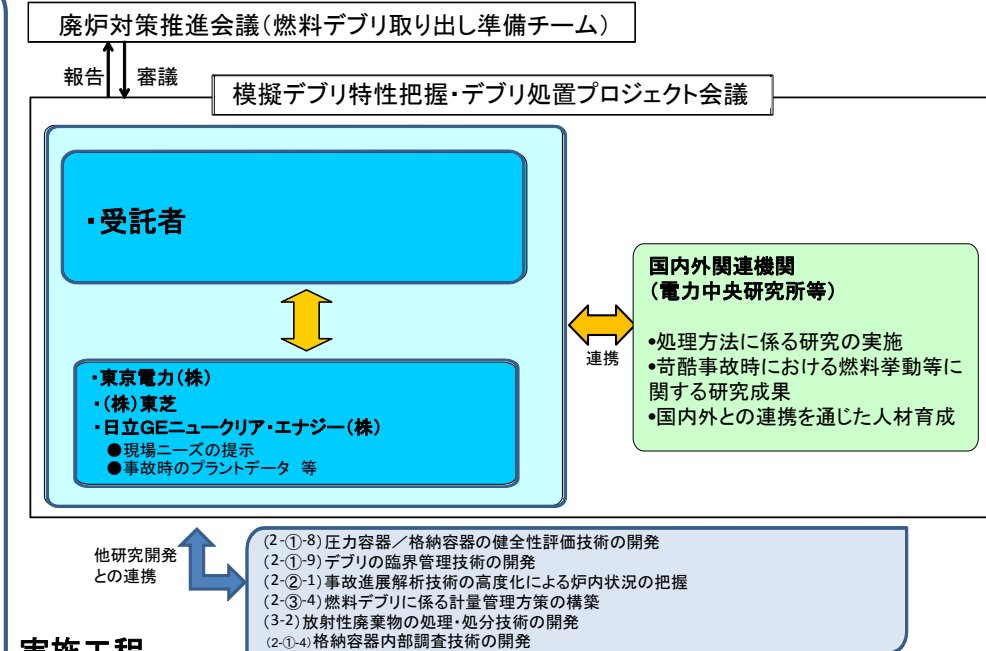 廃炉対策推進会議(燃料デブリ取り出し準備チーム)
報告
審議
模擬デブリ特性把握・デブリ処置プロジェクト会議
・受託者
・東京電力(株)
・(株)東芝
・日立GEニュークリア・エナジー(株)
●現場ニーズの提示
●事故時のプラントデータ 等
連携
国内外関連機関
(電力中央研究所等)
•処理方法に係る研究の実施
•苛酷事故時における燃料挙動等に
関する研究成果
•国内外との連携を通じた人材育成
他研究開発
との連携
(2-①-8)圧力容器/格納容器の健全性評価技術の開発
(2-①-9)デブリの臨界管理技術の開発
(2-②-1)事故進展解析技術の高度化による炉内状況の把握
(2-③-4)燃料デブリに係る計量管理方策の構築
(3-2)放射性廃棄物の処理・処分技術の開発
(2-①-4)格納容器内部調査技術の開発
実施工程